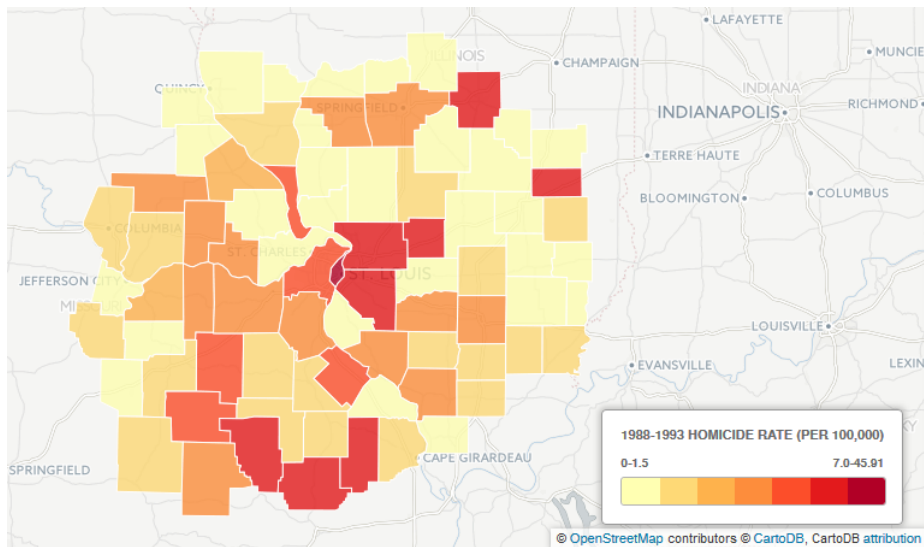 LAFAYETTE
MUNCIE
ILLINOIS
CHAMPAIGN
QUINCY
INDIANA
SPRINGFIELD
INDIANAPOLIS
RICHMOND
TERRE HAUTE
BLOOMINGTON
COLUMBUS
COLUMBIA
ST. CHARLES
JEFFERSON CITY
ST. LOUIS
MISSOURI
LOUISVILLE
EVANSVILLE
LEXIN
1988-1993 HOMICIDE RATE (PER 100,000)
0-1.5 7.0-45.91
SPRINGFIELD
CAPE GIRARDEAU
© OpenStreetMap contributors © CartoDB, CartoDB attribution